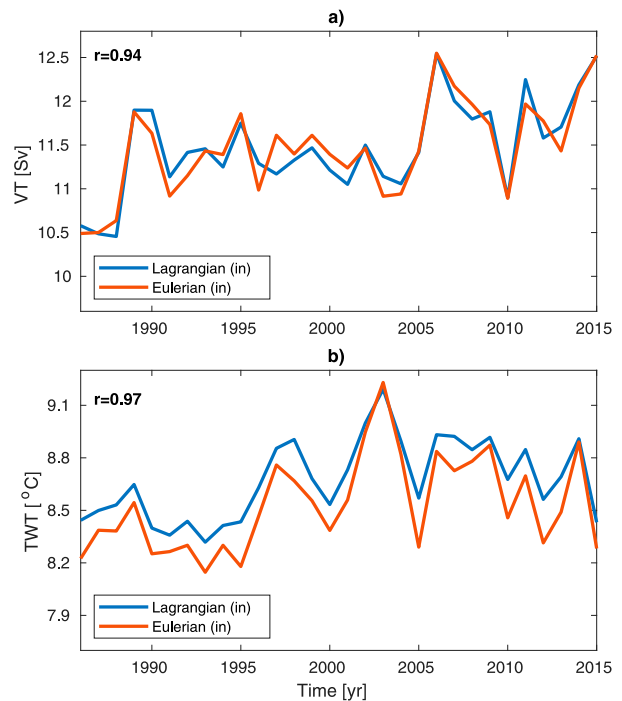 a)
r=0.94
12.5
12
11.5
11
10.5
10
VT [Sv]
Lagrangian (in)
Eulerian (in)
1990 1995 2000 2005 2010 2015
b)
r=0.97
9.1
8.8
8.5
8.2
7.9
TWT [ °C]
Lagrangian (in)
Eulerian (in)
1990 1995 2000 2005 2010 2015
Time [yr]